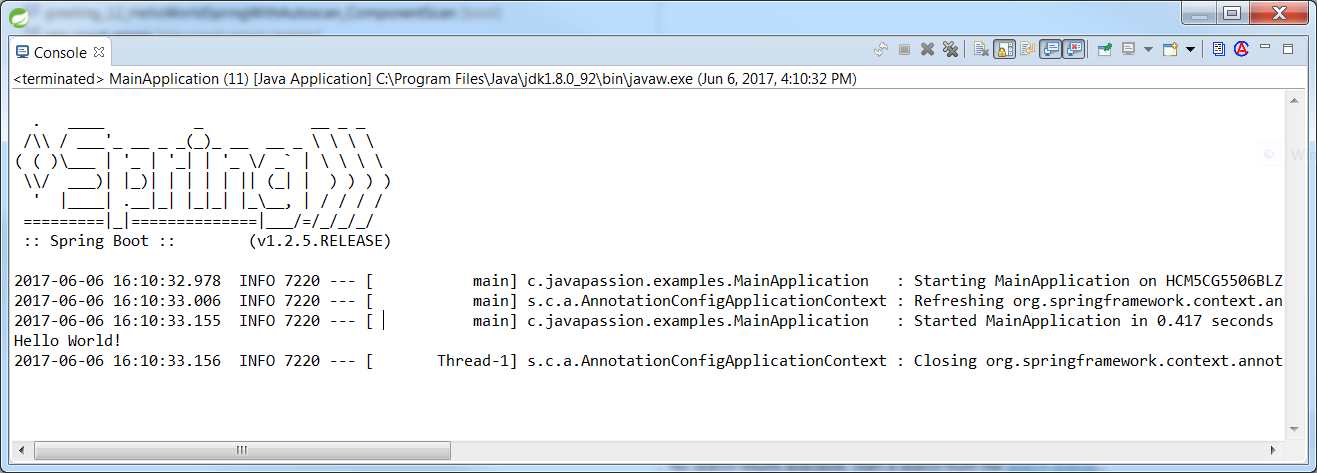 greeting_12_HelloWorldSpringWithAutoscan_ComponentScan [boot]
Console
<terminated> MainApplication (11) [Java Application] C:\Program Files\Java\jdk1.8.0_92\bin\javaw.exe (Jun 6, 2017, 4:10:32 PM)
  .   ____          _            __ _ _
 /\\ / ___'_ __ _ _(_)_ __  __ _ \ \ \ \
( ( )\___ | '_ | '_| | '_ \/ _` | \ \ \ \
 \\/  ___)| |_)| | | | | || (_| |  ) ) ) )
  '  |____| .__|_| |_|_| |_\__, | / / / /
 =========|_|==============|___/=/_/_/_/
 :: Spring Boot ::        (v1.2.5.RELEASE)
2017-06-06 16:10:32.978  INFO 7220 --- [           main] c.javapassion.examples.MainApplication   : Starting MainApplication on HCM5CG5506BLZ
2017-06-06 16:10:33.006  INFO 7220 --- [           main] s.c.a.AnnotationConfigApplicationContext : Refreshing org.springframework.context.an
2017-06-06 16:10:33.155  INFO 7220 --- [           main] c.javapassion.examples.MainApplication   : Started MainApplication in 0.417 seconds
Hello World!
2017-06-06 16:10:33.156  INFO 7220 --- [       Thread-1] s.c.a.AnnotationConfigApplicationContext : Closing org.springframework.context.annot
Win